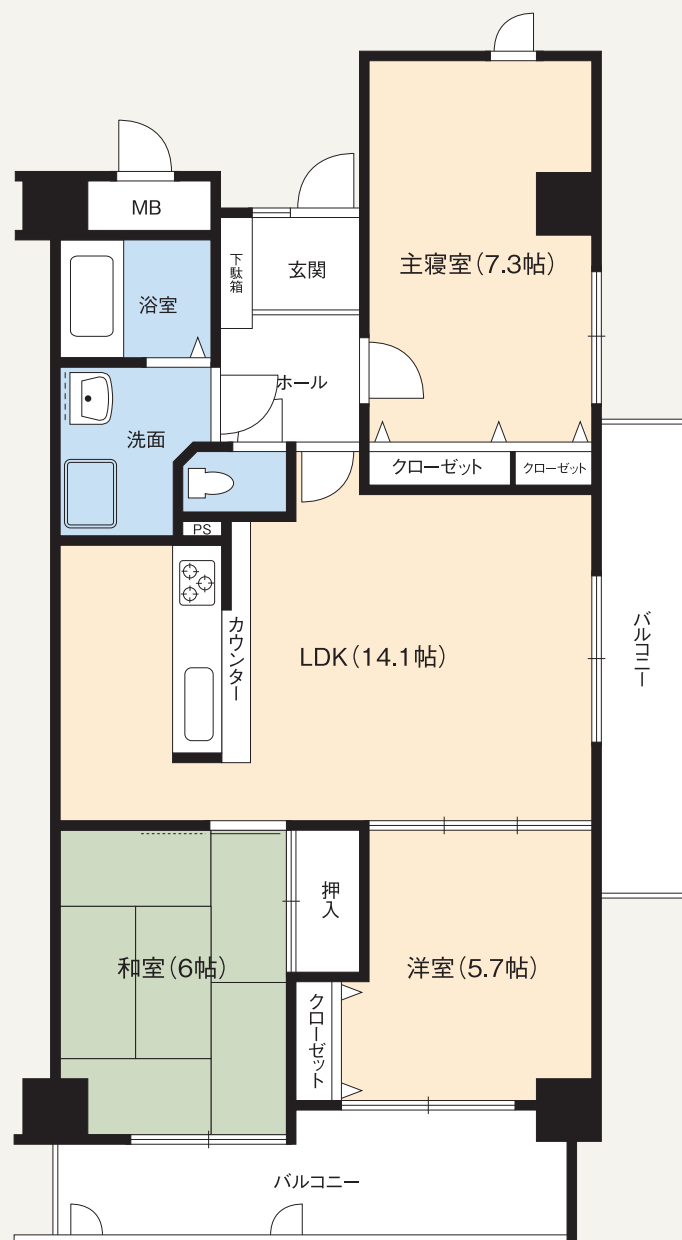 MB
下駄箱
玄関
主寝室(7.3帖)
浴室
ホール
洗面
クローゼット
クローゼット
PS
カウンター
LDK(14.1帖)
バルコニー
押入
和室(6帖)
洋室(5.7帖)
クローゼット
バルコニー